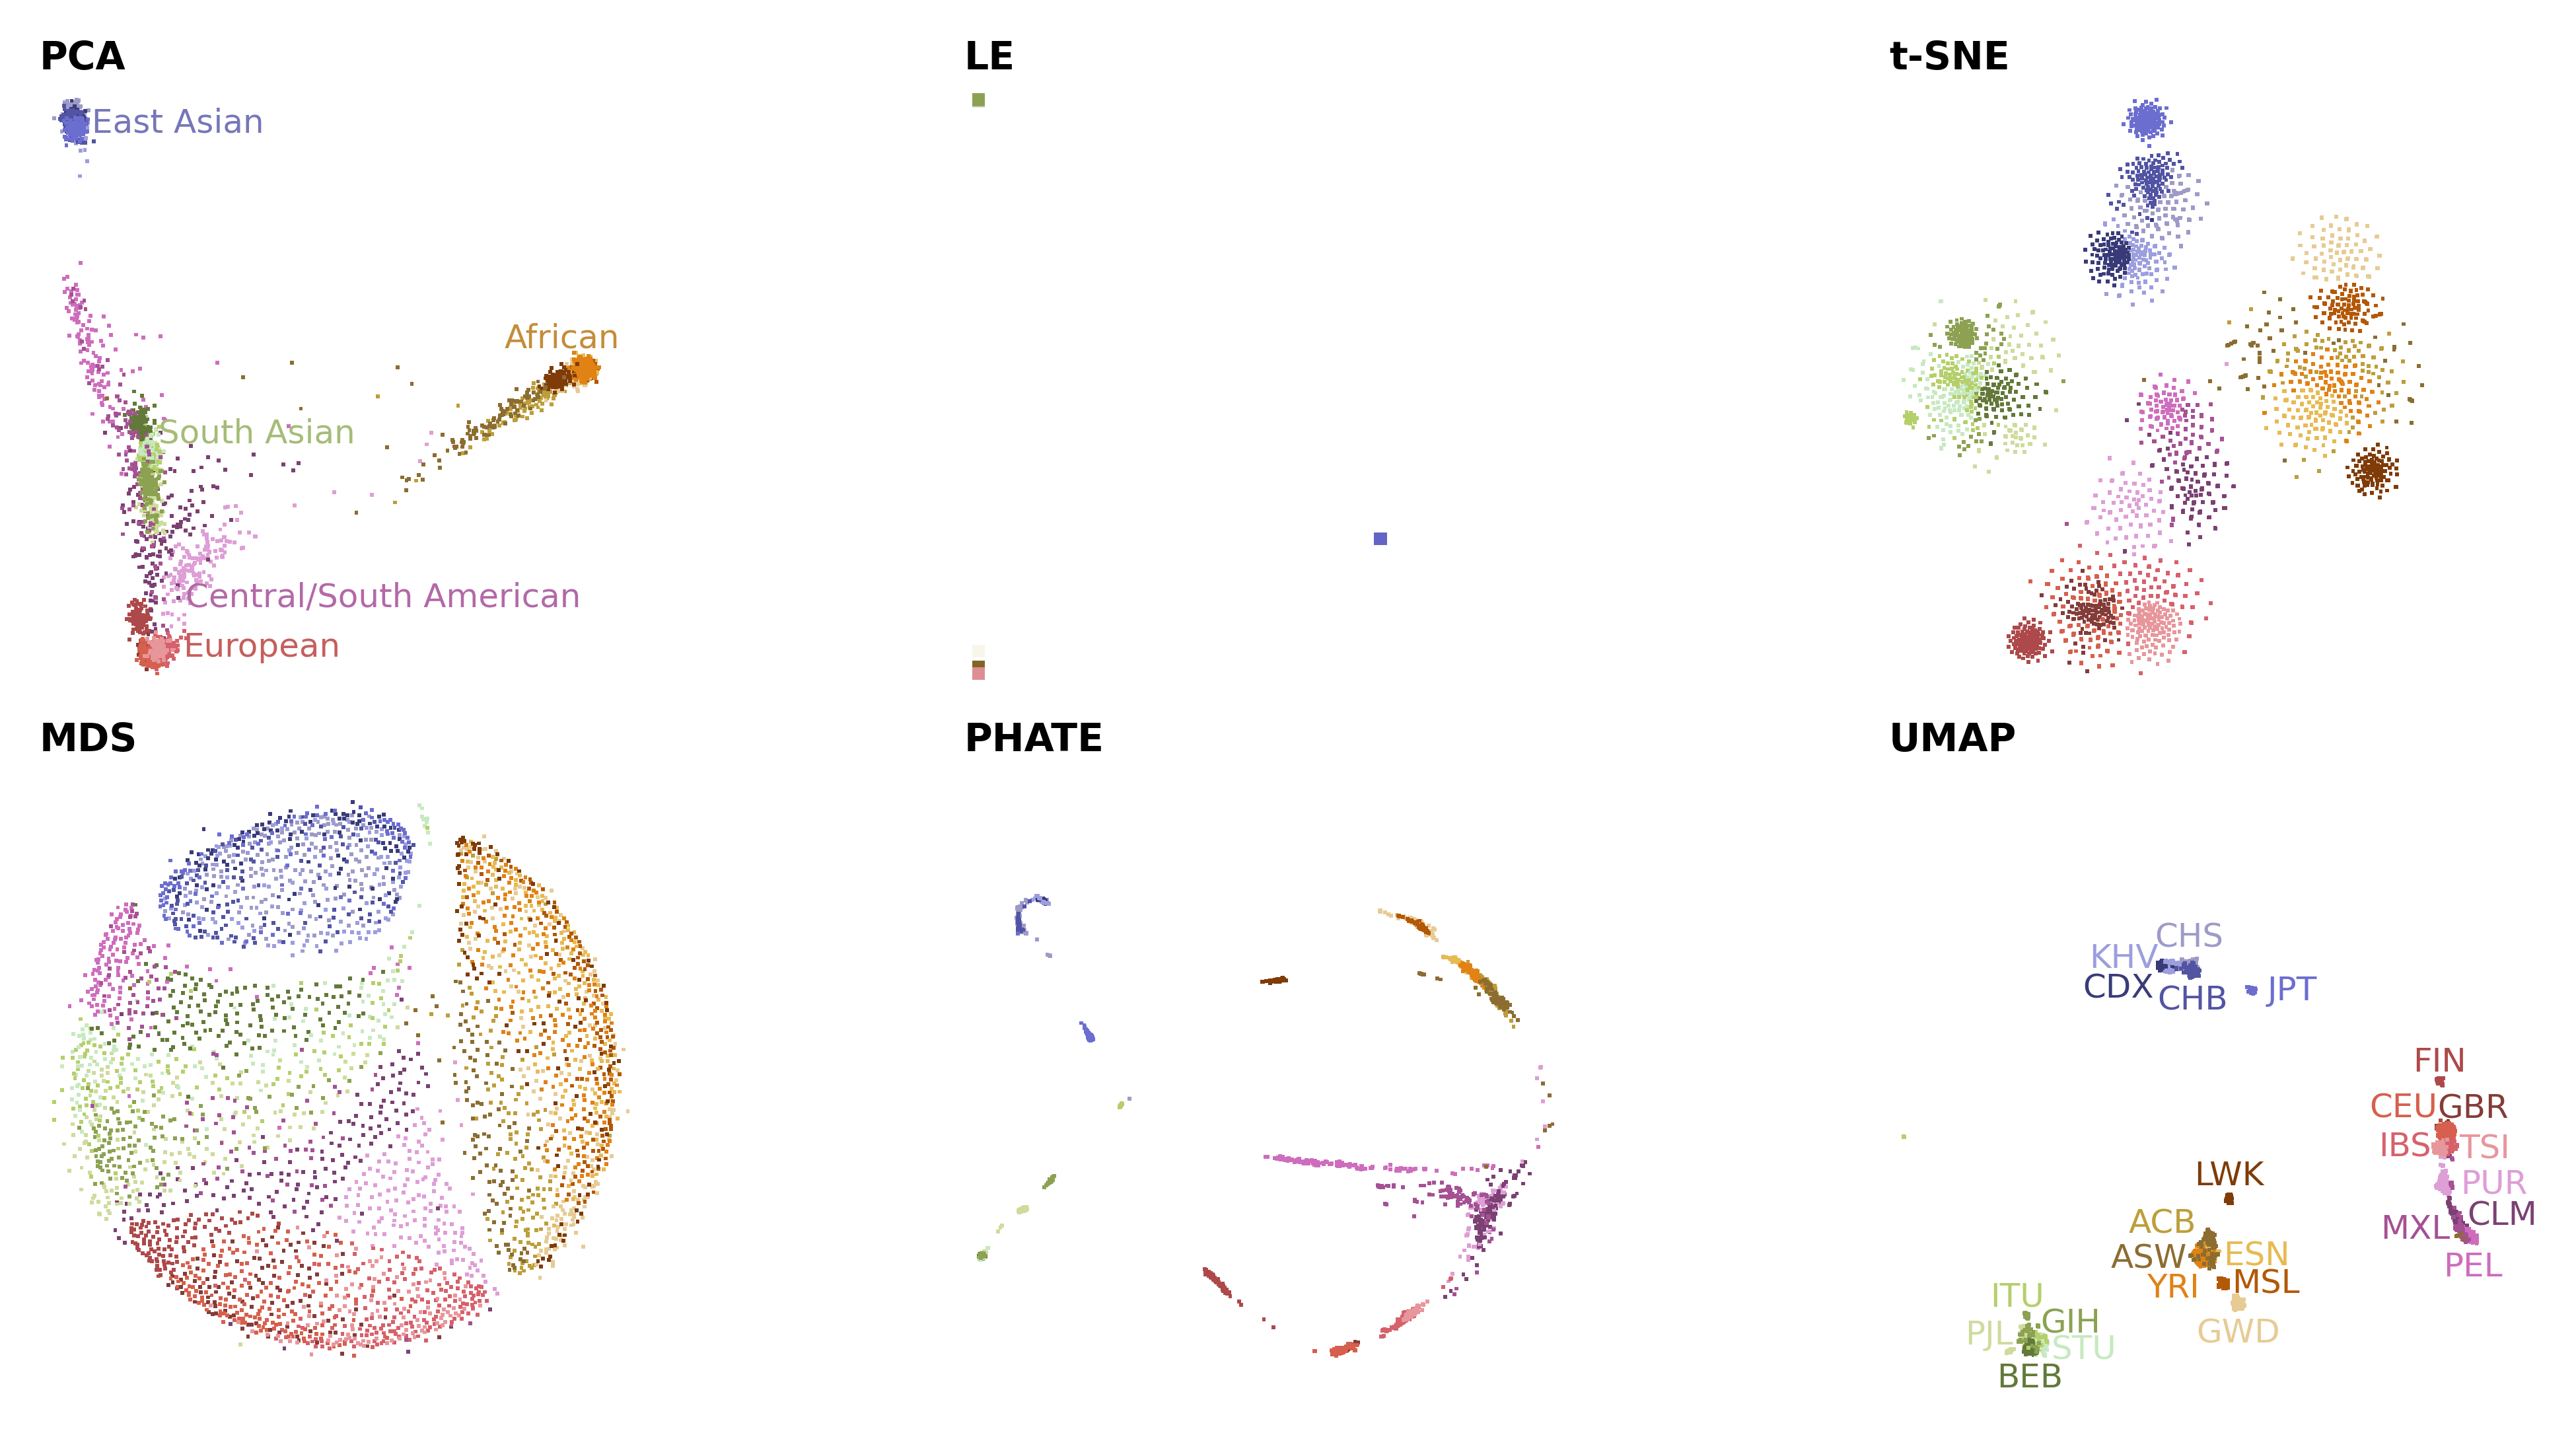 PCA
East Asian
African
South Asian
Central/South American
European
LE
t-SNE
MDS
PHATE
UMAP
CHS
KHV
CDX
CHB
JPT
FIN
CEU
GBR
IBS
TSI
LWK
PUR
ACB
MXL
CLM
ASW
ESN
PEL
YRI
MSL
ITU
GIH
GWD
PJL
STU
BEB